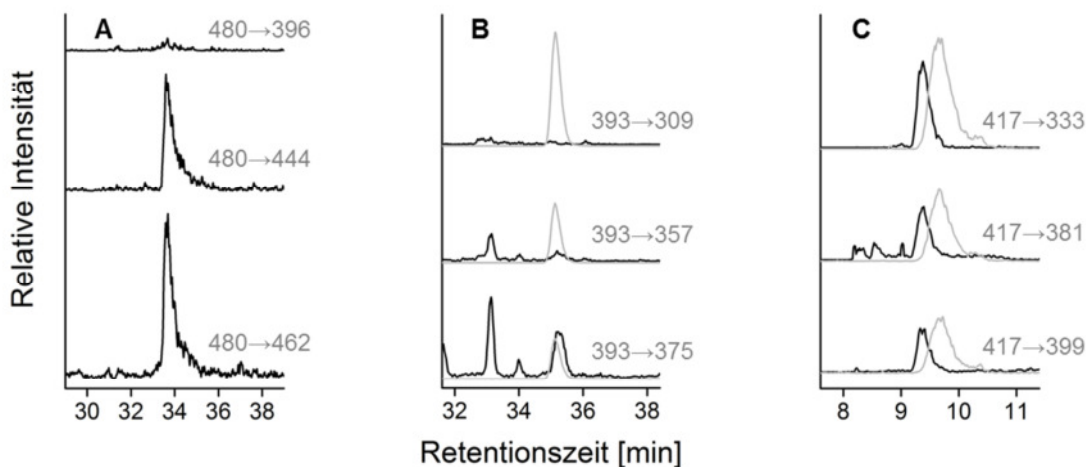 A
480→396
480→444
480→462
30 32 34 36 38
B
393→309
393→357
393→375
32 34 36 38
C
417→333
417→381
417→399
8 9 10 11
Relative Intensität
Retentionszeit [min]